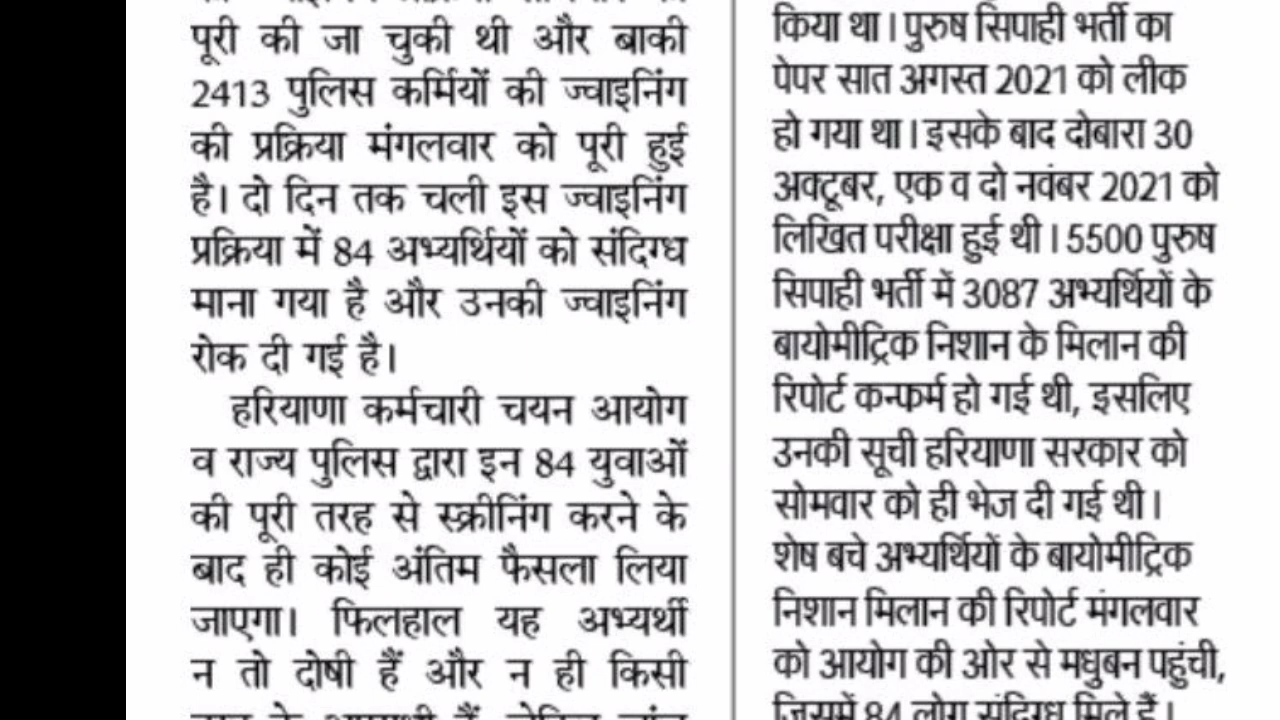 पूरी की जा चुकी थी और बाकी
2413 पुलिस कर्मियों की ज्वाइनिंग
की प्रक्रिया मंगलवार को पूरी हुई
है। दो दिन तक चली इस ज्वाइनिंग
प्रक्रिया में 84 अभ्यर्थियों को संदिग्ध
माना गया है और उनकी ज्वाइनिंग
रोक दी गई है।
हरियाणा कर्मचारी चयन आयोग
व राज्य पुलिस द्वारा इन 84 युवाओं
की पूरी तरह से स्क्रीनिंग करने के
बाद ही कोई अंतिम फैसला लिया
जाएगा। फिलहाल यह अभ्यर्थी
न तो दोषी हैं और न ही किसी
किया था। पुरुष सिपाही भर्ती का
पेपर सात अगस्त 2021 को लीक
हो गया था। इसके बाद दोबारा 30
अक्टूबर, एक व दो नवंबर 2021 को
लिखित परीक्षा हुई थी। 5500 पुरुष
सिपाही भर्ती में 3087 अभ्यर्थियों के
बायोमीट्रिक निशान के मिलान की
रिपोर्ट कन्फर्म हो गई थी, इसलिए
उनकी सूची हरियाणा सरकार को
सोमवार को ही भेज दी गई थी।
शेष बचे अभ्यर्थियों के बायोमीट्रिक
निशान मिलान की रिपोर्ट मंगलवार
को आयोग की ओर से मधुबन पहुंची,
जिसमें 84 लोग संदिग्ध मिले हैं।